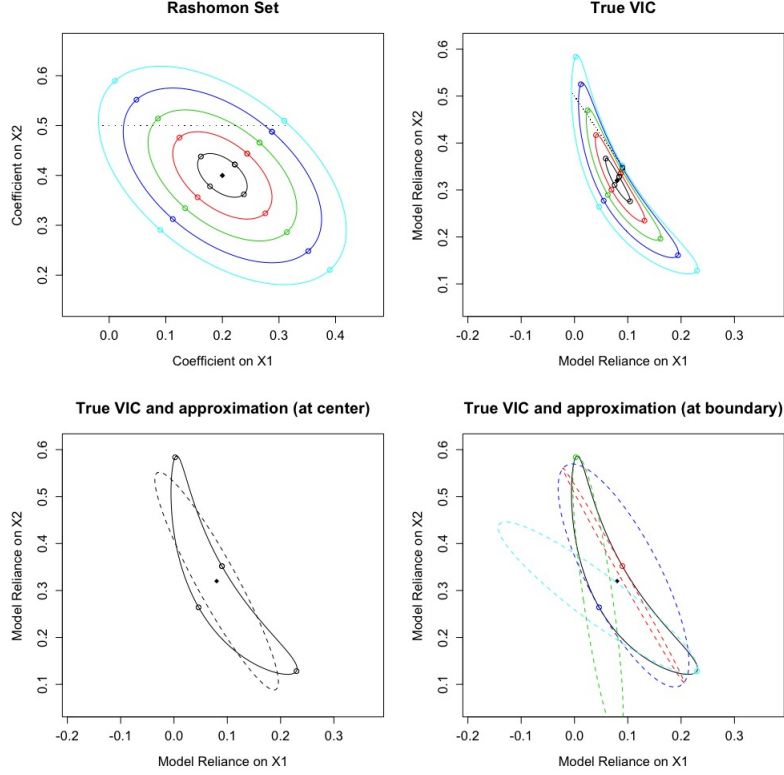 Rashomon Set
0.6
0.5
0.4
0.3
0.2
Coefficient on X2
0.0 0.1 0.2 0.3 0.4
Coefficient on X1
True VIC
0.6
0.5
0.4
0.3
0.2
0.1
Model Reliance on X2
-0.2 -0.1 0.0 0.1 0.2 0.3
Model Reliance on X1
True VIC and approximation (at center)
0.6
0.5
0.4
0.3
0.2
0.1
Model Reliance on X2
-0.2 -0.1 0.0 0.1 0.2 0.3
Model Reliance on X1
True VIC and approximation (at boundary)
0.6
0.5
0.4
0.3
0.2
0.1
Model Reliance on X2
-0.2 -0.1 0.0 0.1 0.2 0.3
Model Reliance on X1